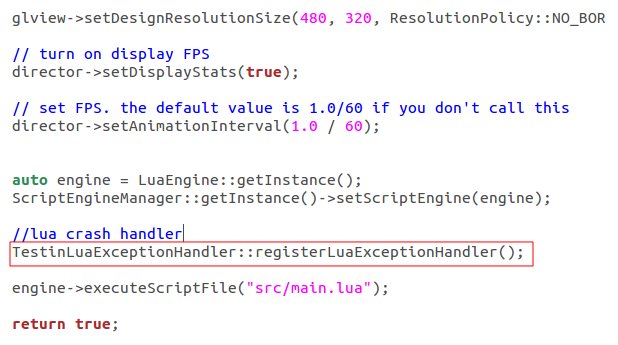 glview->setDesignResolutionSize(480, 320, ResolutionPolicy::NO_BOR
// turn on display FPS
director->setDisplayStats(true);
// set FPS. the default value is 1.0/60 if you don't call this
director->setAnimationInterval(1.0 / 60);
auto engine = LuaEngine::getInstance();
ScriptEngineManager::getInstance()->setScriptEngine(engine);
//lua crash handler
TestinLuaExceptionHandler::registerLuaExceptionHandler();
engine->executeScriptFile("src/main.lua");
return true;